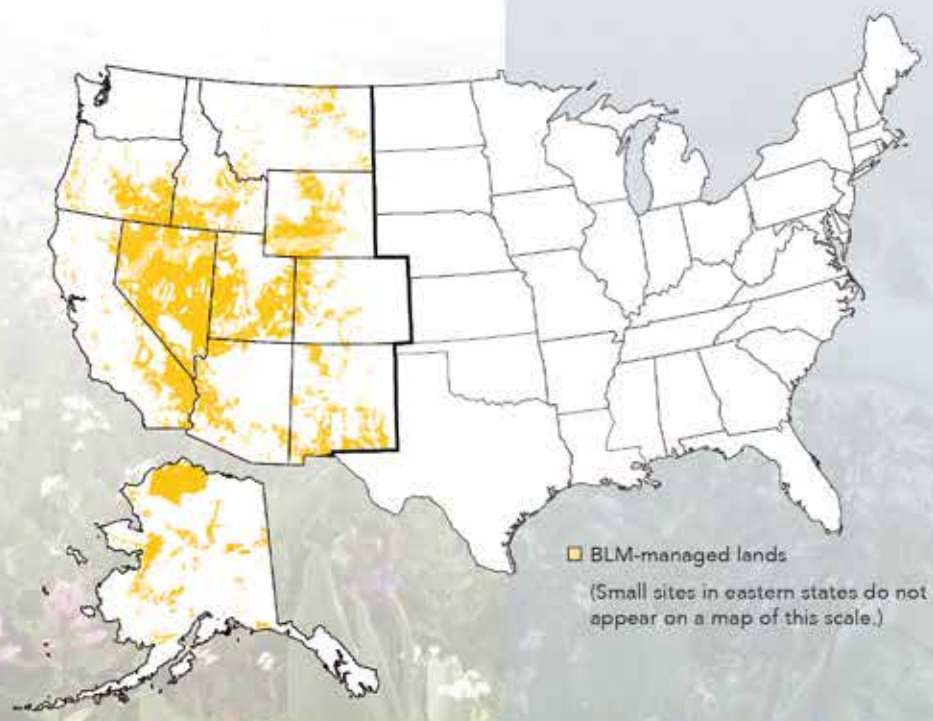 BLM-managed lands
(Small sites in eastern states do not
appear on a map of this scale.)